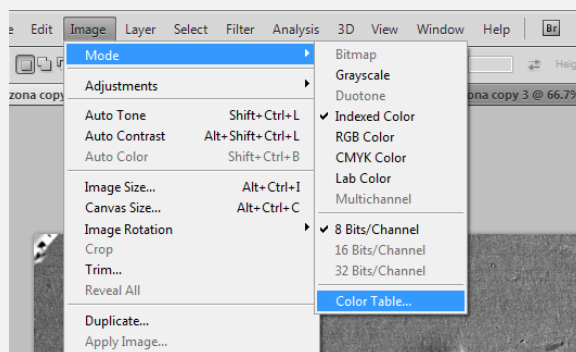 Edit Image Layer Select Filter Analysis 3D View Window Help Br
zona copy
ona copy 3 @ 66.7%
Mode
Adjustments
Auto Tone Shift+Ctrl+L
Auto Contrast Alt+Shift+Ctrl+L
Auto Color Shift+Ctrl+B
Image Size... Alt+Ctrl+I
Canvas Size... Alt+Ctrl+C
Image Rotation
Crop
Trim...
Reveal All
Duplicate...
Apply Image...
Bitmap
Grayscale
Duotone
Indexed Color
RGB Color
CMYK Color
Lab Color
Multichannel
8 Bits/Channel
16 Bits/Channel
32 Bits/Channel
Color Table...